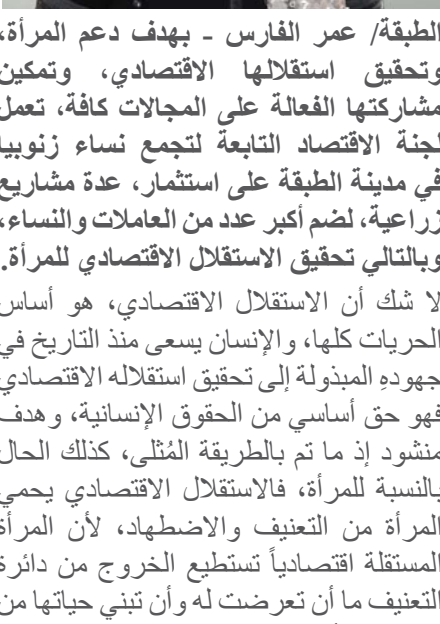 الطبقة/ عمر الفارس ـ بهدف دعم المرأة،
وتحقيق استقلالها الاقتصادي، وتمكين
مشاركتها الفعالة على المجالات كافة، تعمل
لجنة الاقتصاد التابعة لتجمع نساء زنوبيا
في مدينة الطبقة على استثمار، عدة مشاريع
زراعية، لضم أكبر عدد من العاملات والنساء،
وبالتالي تحقيق الاستقلال الاقتصادي للمرأة.
لا شك أن الاستقلال الاقتصادي، هو أساس
الحريات كلها، والإنسان يسعى منذ التاريخ في
جهودهِ المبذولة إلى تحقيق استقلاله الاقتصادي
فهو حق أساسي من الحقوق الإنسانية، وهدف
منشود إذ ما تم بالطريقة المُثلى، كذلك الحال
بالنسبة للمرأة، فالاستقلال الاقتصادي يحمي
المرأة من التعنيف والاضطهاد، لأن المرأة
المستقلة اقتصادياً تستطيع الخروج من دائرة
التعنيف ما أن تعرضت له وأن تبني حياتها من